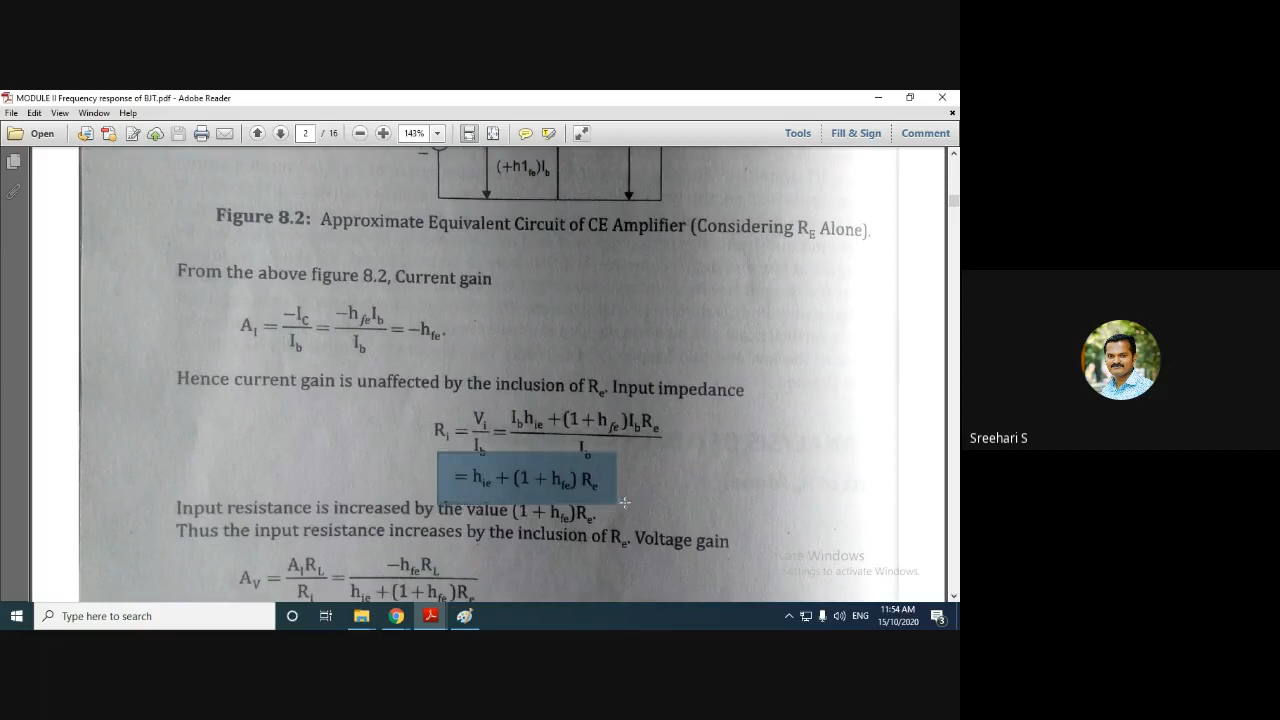 MODULE II Frequency response of BJT.pdf - Adobe Reader
File Edit View Window Help
Open 2 / 16 143% Tools Fill & Sign Comment
(+h1fe)Ib
Figure 8.2: Approximate Equivalent Circuit of CE Amplifier (Considering RE Alone).
From the above figure 8.2, Current gain
AI = −IC/Ib = −hfeIb/Ib = −hfe.
Hence current gain is unaffected by the inclusion of Re. Input impedance
Ri = Vi/Ib = Ibhie + (1+hfe)IbRe/Ib
= hie + (1 + hfe) Re
Input resistance is increased by the value (1 + hfe)Re.
Thus the input resistance increases by the inclusion of Re. Voltage gain
AV = AIRL/Ri = −hfeRL/hie + (1+hfe)Re
Sreehari S
Type here to search
ENG
11:54 AM
15/10/2020
3